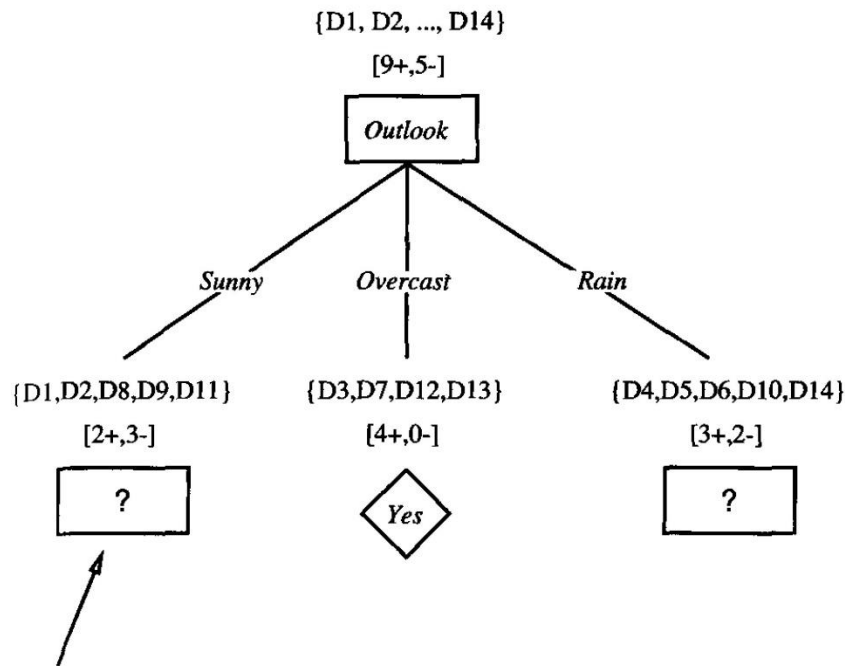 {D1, D2, ..., D14}
[9+,5-]
Outlook
Sunny
Overcast
Rain
{D1,D2,D8,D9,D11}
{D3,D7,D12,D13}
{D4,D5,D6,D10,D14}
[2+,3-]
[4+,0-]
[3+,2-]
?
Yes
?